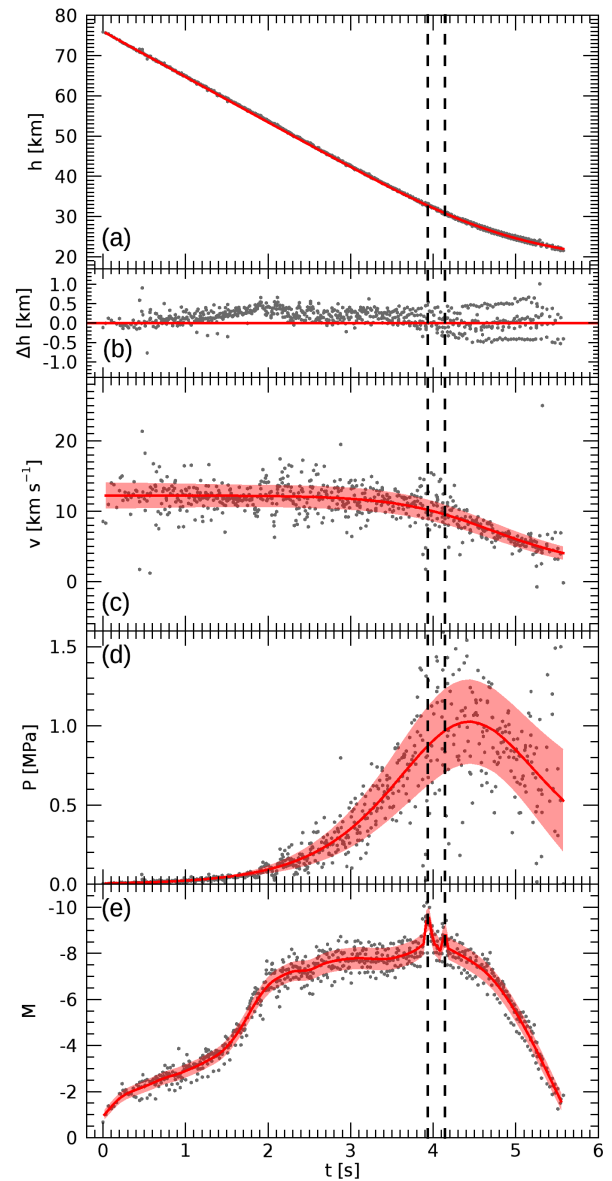 80
70
60
50
40
30
20
h [km]
(a)
1.0
0.5
0.0
-0.5
-1.0
Δh [km]
(b)
20
10
0
v [km s⁻¹]
(c)
1.5
1.0
0.5
0.0
P [MPa]
(d)
-10
-8
-6
-4
-2
0
M
(e)
0 1 2 3 4 5 6
t [s]